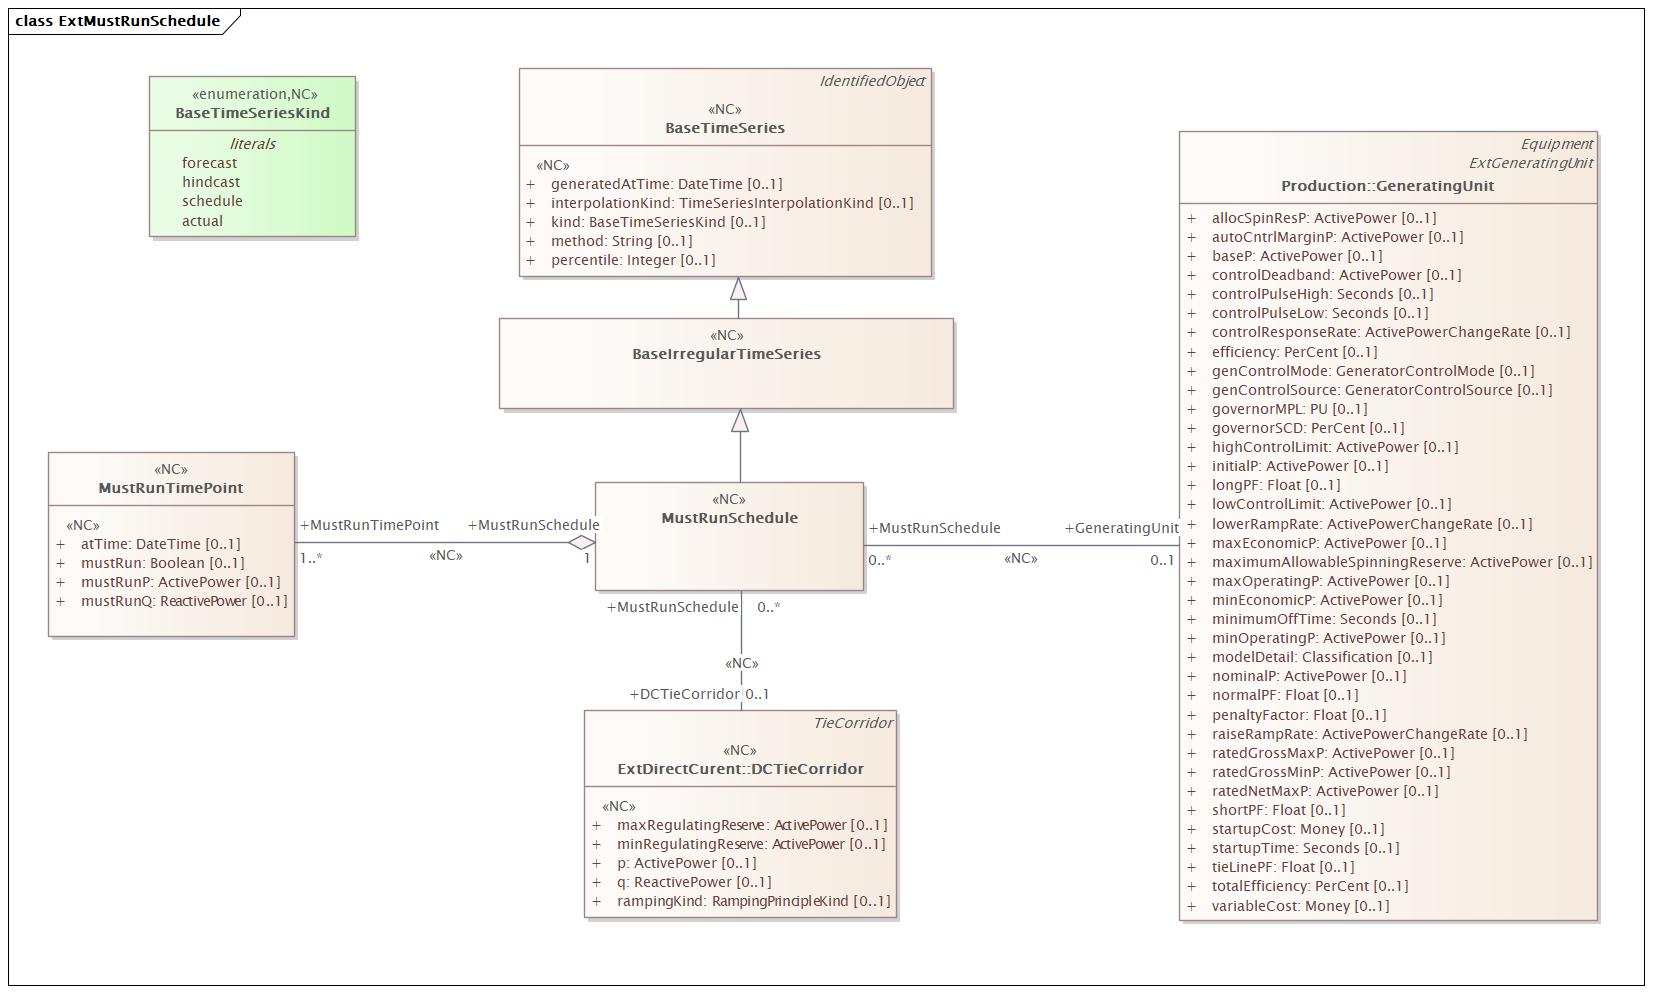 class ExtMustRunSchedule
«enumeration,NC»
BaseTimeSeriesKind
literals
forecast
hindcast
schedule
actual
IdentifiedObject
«NC»
BaseTimeSeries
«NC»
+ generatedAtTime: DateTime [0..1]
+ interpolationKind: TimeSeriesInterpolationKind [0..1]
+ kind: BaseTimeSeriesKind [0..1]
+ method: String [0..1]
+ percentile: Integer [0..1]
«NC»
BaseIrregularTimeSeries
«NC»
MustRunTimePoint
«NC»
+ atTime: DateTime [0..1]
+ mustRun: Boolean [0..1]
+ mustRunP: ActivePower [0..1]
+ mustRunQ: ReactivePower [0..1]
+MustRunTimePoint
+MustRunSchedule
1..*
«NC»
1
«NC»
MustRunSchedule
+MustRunSchedule
+GeneratingUnit
0..*
«NC»
0..1
+MustRunSchedule 0..*
«NC»
+DCTieCorridor 0..1
TieCorridor
«NC»
ExtDirectCurent::DCTieCorridor
«NC»
+ maxRegulatingReserve: ActivePower [0..1]
+ minRegulatingReserve: ActivePower [0..1]
+ p: ActivePower [0..1]
+ q: ReactivePower [0..1]
+ rampingKind: RampingPrincipleKind [0..1]
Equipment
ExtGeneratingUnit
Production::GeneratingUnit
+ allocSpinResP: ActivePower [0..1]
+ autoCntrlMarginP: ActivePower [0..1]
+ baseP: ActivePower [0..1]
+ controlDeadband: ActivePower [0..1]
+ controlPulseHigh: Seconds [0..1]
+ controlPulseLow: Seconds [0..1]
+ controlResponseRate: ActivePowerChangeRate [0..1]
+ efficiency: PerCent [0..1]
+ genControlMode: GeneratorControlMode [0..1]
+ genControlSource: GeneratorControlSource [0..1]
+ governorMPL: PU [0..1]
+ governorSCD: PerCent [0..1]
+ highControlLimit: ActivePower [0..1]
+ initialP: ActivePower [0..1]
+ longPF: Float [0..1]
+ lowControlLimit: ActivePower [0..1]
+ lowerRampRate: ActivePowerChangeRate [0..1]
+ maxEconomicP: ActivePower [0..1]
+ maximumAllowableSpinningReserve: ActivePower [0..1]
+ maxOperatingP: ActivePower [0..1]
+ minEconomicP: ActivePower [0..1]
+ minimumOffTime: Seconds [0..1]
+ minOperatingP: ActivePower [0..1]
+ modelDetail: Classification [0..1]
+ nominalP: ActivePower [0..1]
+ normalPF: Float [0..1]
+ penaltyFactor: Float [0..1]
+ raiseRampRate: ActivePowerChangeRate [0..1]
+ ratedGrossMaxP: ActivePower [0..1]
+ ratedGrossMinP: ActivePower [0..1]
+ ratedNetMaxP: ActivePower [0..1]
+ shortPF: Float [0..1]
+ startupCost: Money [0..1]
+ startupTime: Seconds [0..1]
+ tieLinePF: Float [0..1]
+ totalEfficiency: PerCent [0..1]
+ variableCost: Money [0..1]